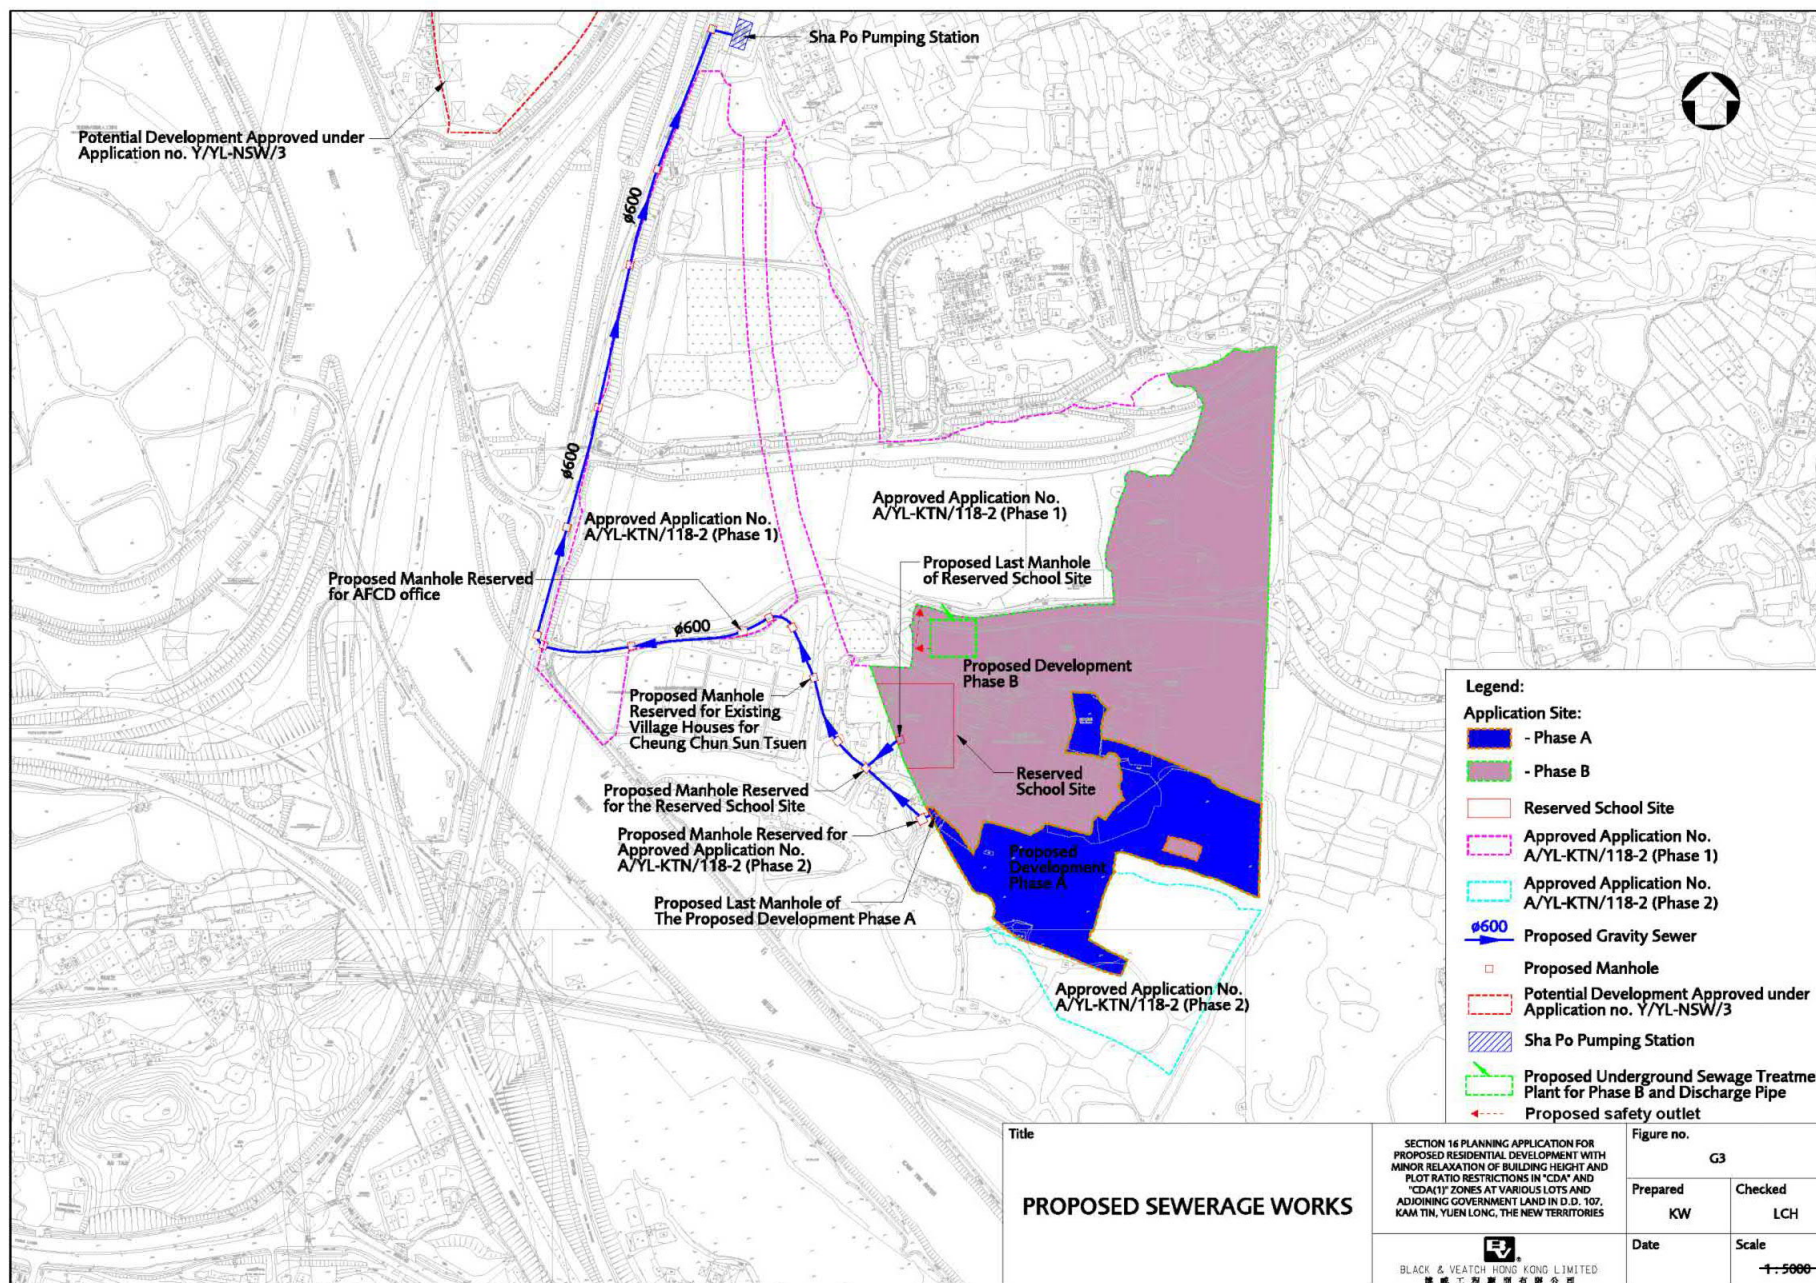 Sha Po Pumping Station
Potential Development Approved under
Application no. Y/YL-NSW/3
ø600
ø600
Approved Application No.
A/YL-KTN/118-2 (Phase 1)
Approved Application No.
A/YL-KTN/118-2 (Phase 1)
Proposed Manhole Reserved
for AFCD office
Proposed Last Manhole
of Reserved School Site
ø600
Proposed Development
Phase B
Proposed Manhole
Reserved for Existing
Village Houses for
Cheung Chun Sun Tsuen
Reserved
School Site
Proposed Manhole Reserved
for the Reserved School Site
Proposed Manhole Reserved for
Approved Application No.
A/YL-KTN/118-2 (Phase 2)
Proposed
Development
Phase A
Proposed Last Manhole of
The Proposed Development Phase A
Approved Application No.
A/YL-KTN/118-2 (Phase 2)
Legend:
Application Site:
- Phase A
- Phase B
Reserved School Site
Approved Application No.
A/YL-KTN/118-2 (Phase 1)
Approved Application No.
A/YL-KTN/118-2 (Phase 2)
ø600
Proposed Gravity Sewer
Proposed Manhole
Potential Development Approved under
Application no. Y/YL-NSW/3
Sha Po Pumping Station
Proposed Underground Sewage Treatme
Plant for Phase B and Discharge Pipe
Proposed safety outlet
Title
PROPOSED SEWERAGE WORKS
SECTION 16 PLANNING APPLICATION FOR
PROPOSED RESIDENTIAL DEVELOPMENT WITH
MINOR RELAXATION OF BUILDING HEIGHT AND
PLOT RATIO RESTRICTIONS IN "CDA" AND
"CDA(1)" ZONES AT VARIOUS LOTS AND
ADJOINING GOVERNMENT LAND IN D.D. 107,
KAM TIN, YUEN LONG, THE NEW TERRITORIES
BV
BLACK & VEATCH HONG KONG LIMITED
Figure no.
G3
Prepared
KW
Checked
LCH
Date
Scale
1 : 5000